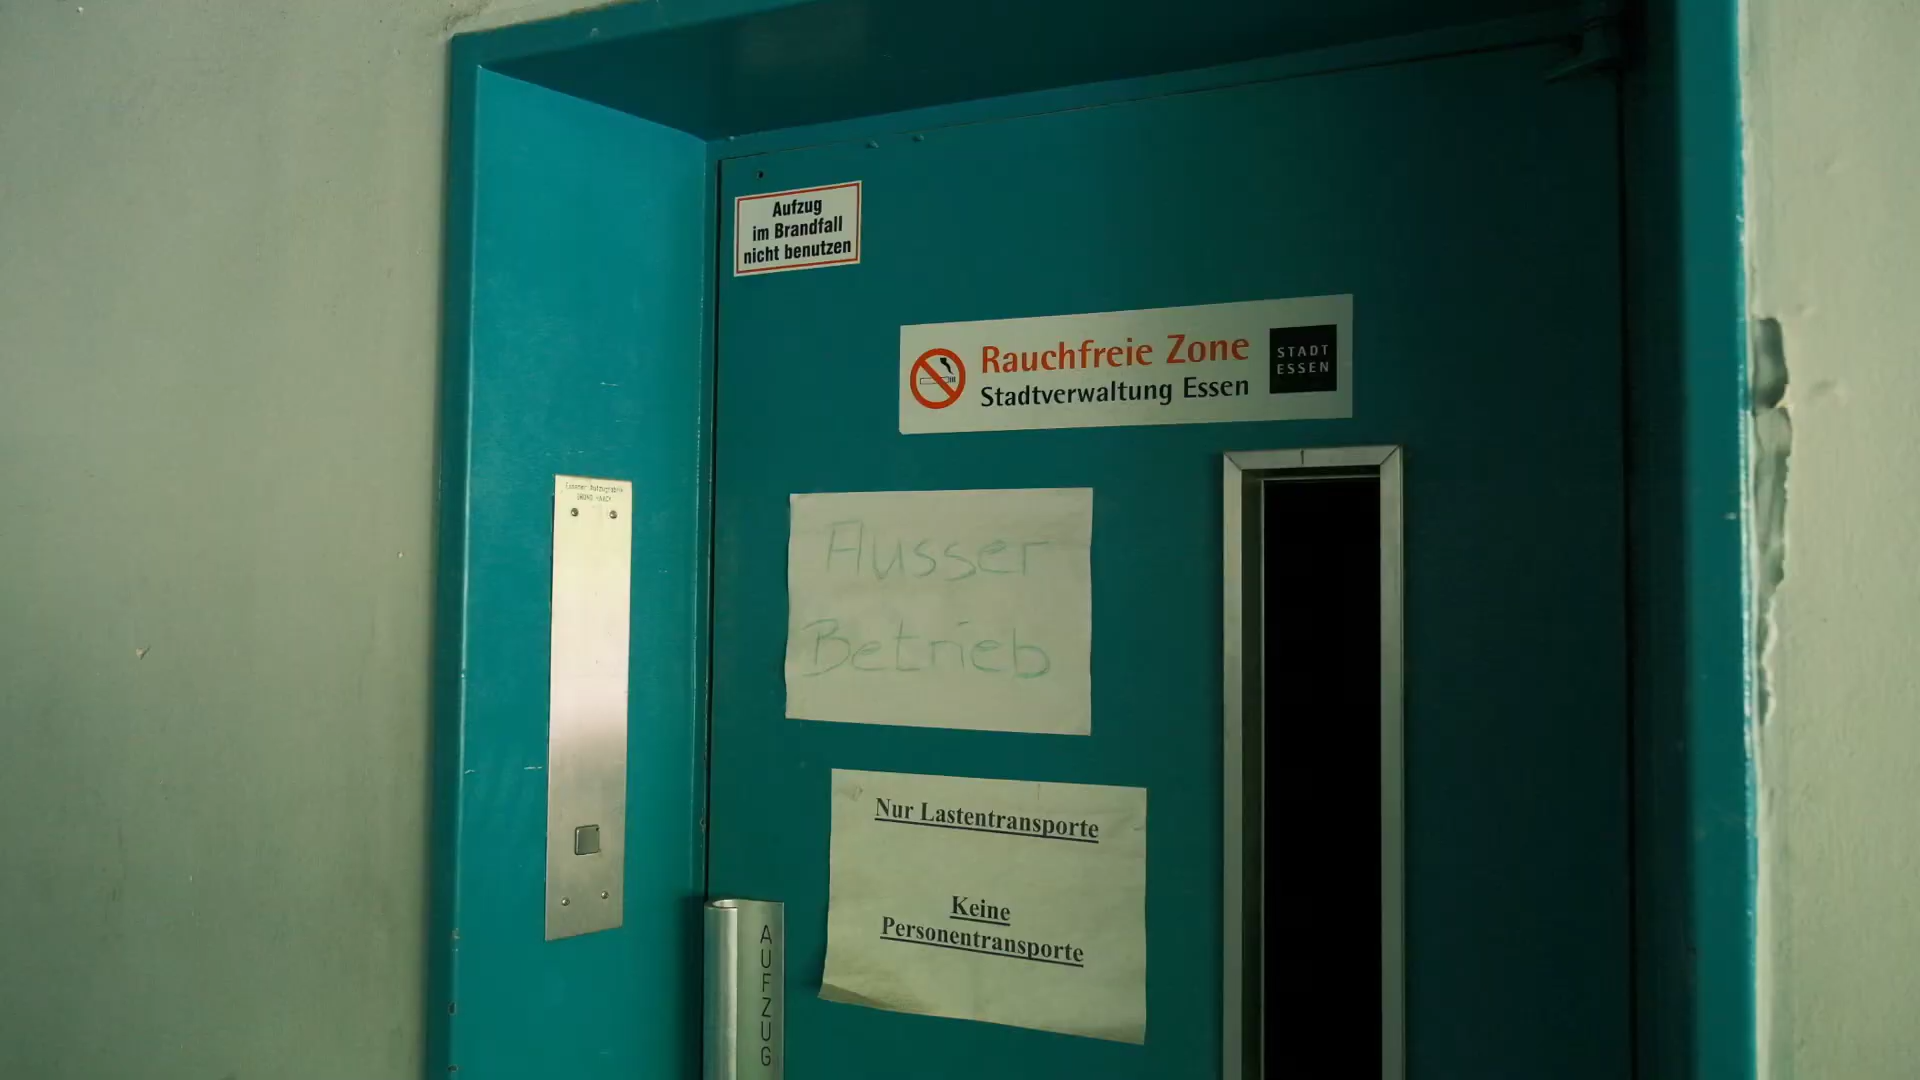 Aufzug
im Brandfall
nicht benutzen
Rauchfreie Zone
Stadtverwaltung Essen
STADT
ESSEN
Ausser
Betrieb
Nur Lastentransporte
Keine
Personentransporte
AUFZUG